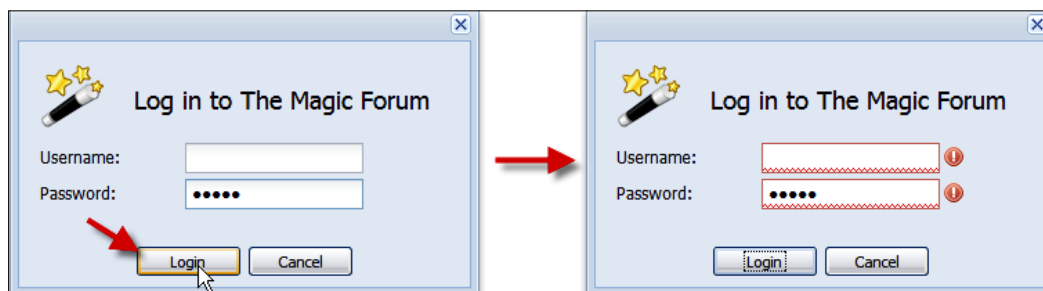 Log in to The Magic Forum
Username:
Password:
●●●●●
Login
Cancel
Log in to The Magic Forum
Username:
Password:
●●●●●
Login
Cancel